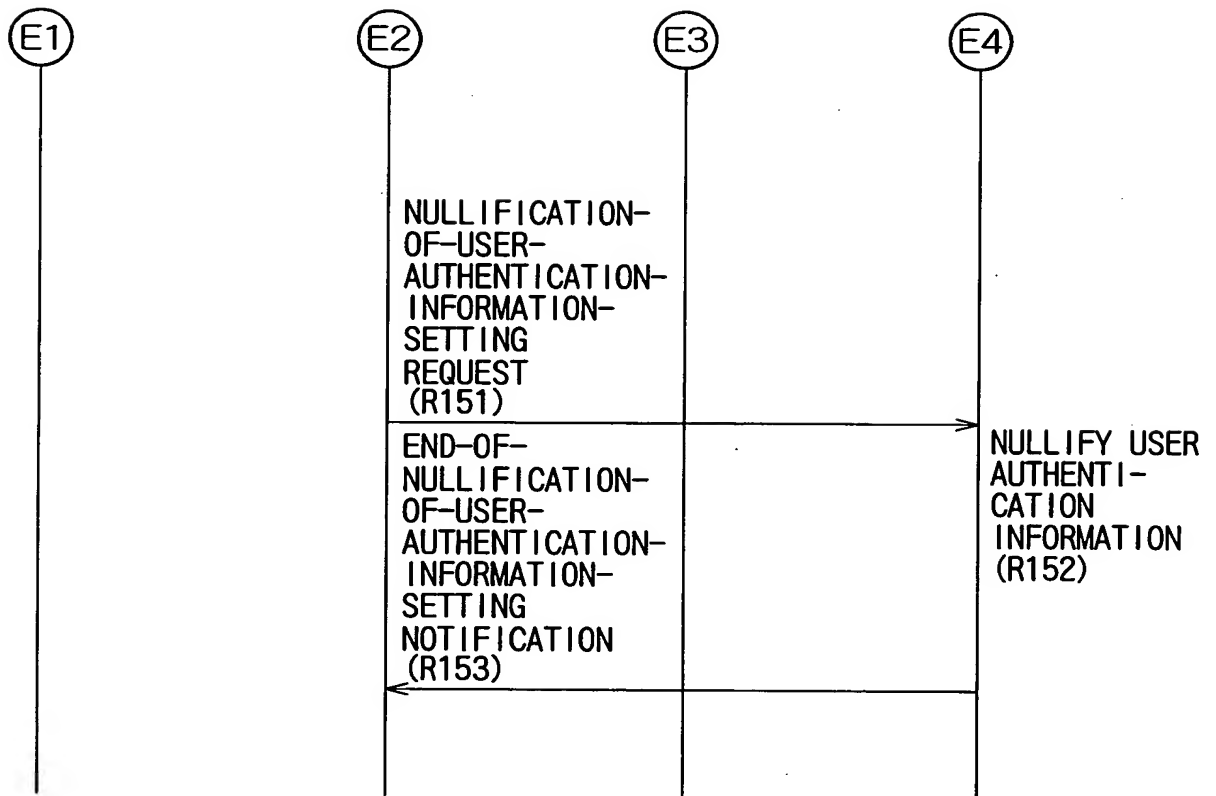 E1
E2
E3
E4
NULLIFICATION-
OF-USER-
AUTHENTICATION-
INFORMATION-
SETTING
REQUEST
(R151)
END-OF-
NULLIFICATION-
OF-USER-
AUTHENTICATION-
INFORMATION-
SETTING
NOTIFICATION
(R153)
NULLIFY USER
AUTHENTI-
CATION
INFORMATION
(R152)